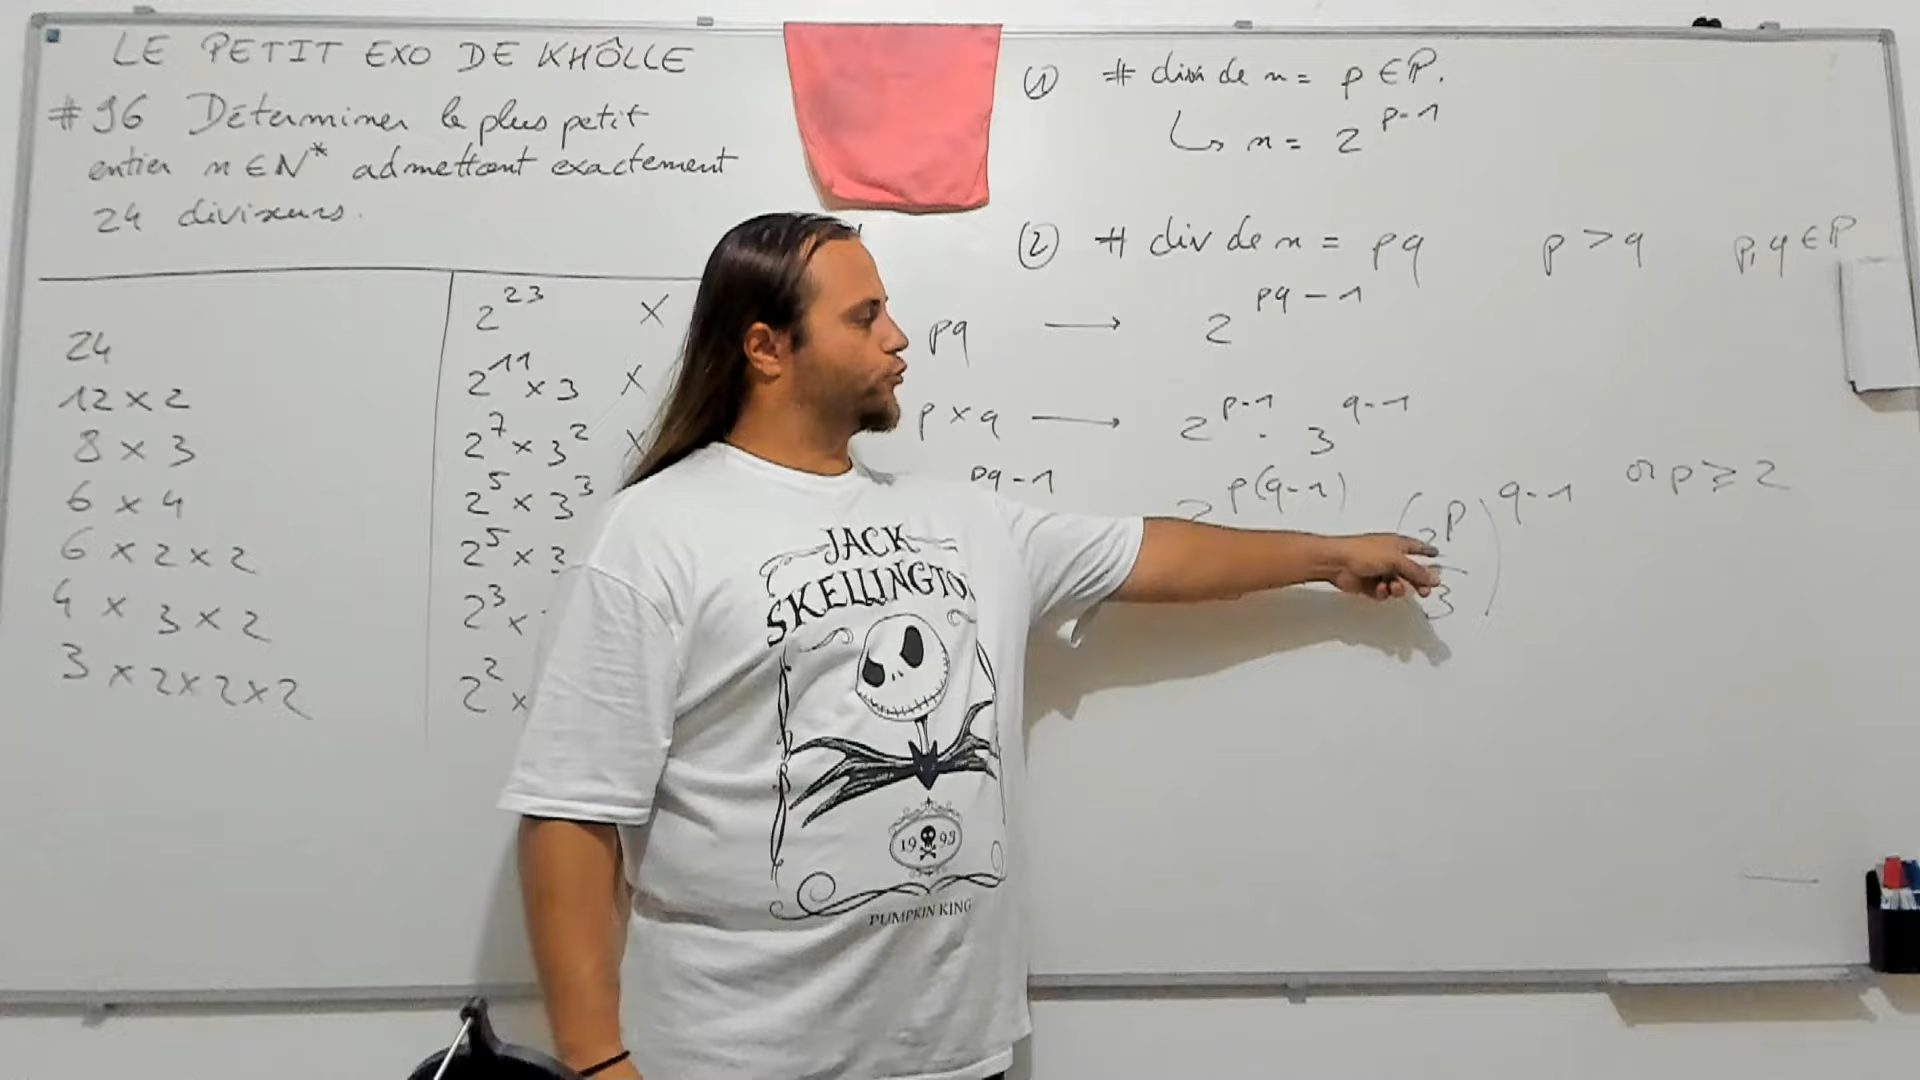 LE PETIT EXO DE KHÔLLE
#96 Déterminer le plus petit
entier n ∈ N* admettant exactement
24 diviseurs.
24
12 × 2
8 × 3
6 × 4
6 × 2 × 2
4 × 3 × 2
3 × 2 × 2 × 2
2^23 ×
2^11 × 3 ×
2^7 × 3^2 ×
2^5 × 3^3
2^5 × 3
2^3 ×
2^2 ×
① # divi de n = p ∈ P.
↳ n = 2^(p-1)
② # div de n = pq p > q p, q ∈ P
pq → 2^(pq-1)
p × q → 2^(p-1) · 3^(q-1)
pq-1
2^(p(q-1)) (2^p/3)^(q-1) or p ≥ 2
JACK
SKELLINGTO
1993
PUMPKIN KING